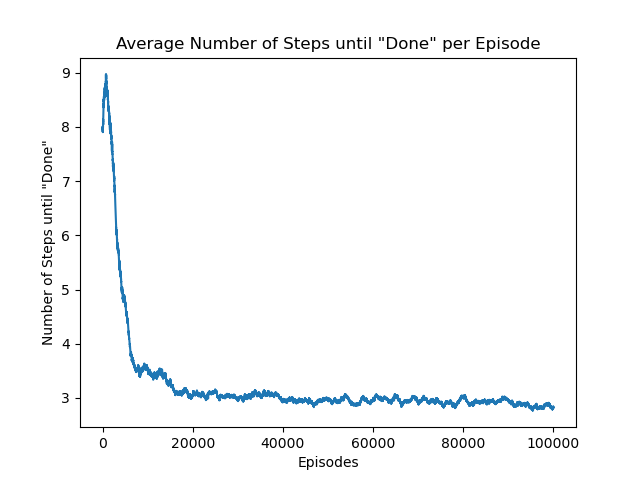 Average Number of Steps until "Done" per Episode
Number of Steps until "Done"
9
8
7
6
5
4
3
0 20000 40000 60000 80000 100000
Episodes